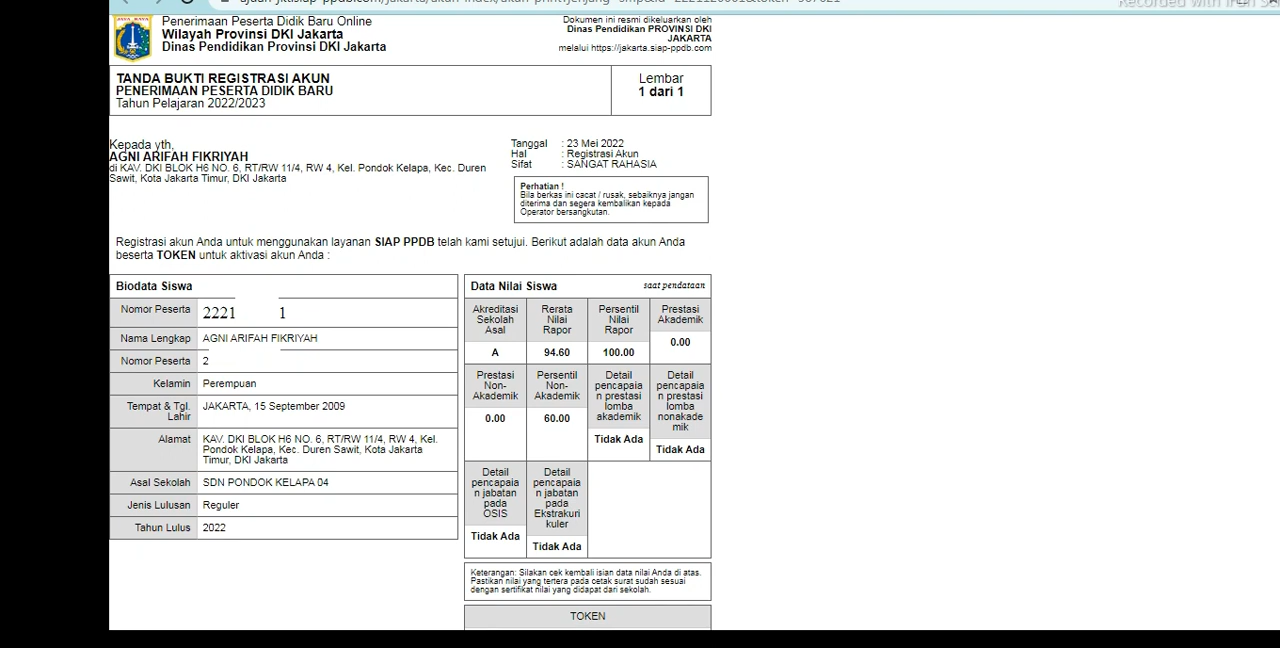 Penerimaan Peserta Didik Baru Online
Wilayah Provinsi DKI Jakarta
Dinas Pendidikan Provinsi DKI Jakarta
Dokumen ini resmi dikeluarkan oleh
Dinas Pendidikan PROVINSI DKI
JAKARTA
melalui https://jakarta.siap-ppdb.com
TANDA BUKTI REGISTRASI AKUN
PENERIMAAN PESERTA DIDIK BARU
Tahun Pelajaran 2022/2023
Lembar
1 dari 1
Kepada yth,
AGNI ARIFAH FIKRIYAH
di KAV. DKI BLOK H6 NO. 6, RT/RW 11/4, RW 4, Kel. Pondok Kelapa, Kec. Duren
Sawit, Kota Jakarta Timur, DKI Jakarta
Tanggal : 23 Mei 2022
Hal : Registrasi Akun
Sifat : SANGAT RAHASIA
Perhatian !
Bila berkas ini cacat / rusak, sebaiknya jangan
diterima dan segera kembalikan kepada
Operator bersangkutan.
Registrasi akun Anda untuk menggunakan layanan SIAP PPDB telah kami setujui. Berikut adalah data akun Anda
beserta TOKEN untuk aktivasi akun Anda :
Biodata Siswa
Nomor Peserta 2221 1
Nama Lengkap AGNI ARIFAH FIKRIYAH
Nomor Peserta 2
Kelamin Perempuan
Tempat & Tgl. JAKARTA, 15 September 2009
Lahir
Alamat KAV. DKI BLOK H6 NO. 6, RT/RW 11/4, RW 4, Kel.
Pondok Kelapa, Kec. Duren Sawit, Kota Jakarta
Timur, DKI Jakarta
Asal Sekolah SDN PONDOK KELAPA 04
Jenis Lulusan Reguler
Tahun Lulus 2022
Data Nilai Siswa saat pendataan
Akreditasi
Sekolah
Asal
A
Rerata
Nilai
Rapor
94.60
Persentil
Nilai
Rapor
100.00
Prestasi
Akademik
0.00
Prestasi
Non-
Akademik
0.00
Persentil
Non-
Akademik
60.00
Detail
pencapaia
n prestasi
lomba
akademik
Tidak Ada
Detail
pencapaia
n prestasi
lomba
nonakade
mik
Tidak Ada
Detail
pencapaia
n jabatan
pada
OSIS
Tidak Ada
Detail
pencapaia
n jabatan
pada
Ekstrakuri
kuler
Tidak Ada
Keterangan: Silakan cek kembali isian data nilai Anda di atas.
Pastikan nilai yang tertera pada cetak surat sudah sesuai
dengan sertifikat nilai yang didapat dari sekolah.
TOKEN